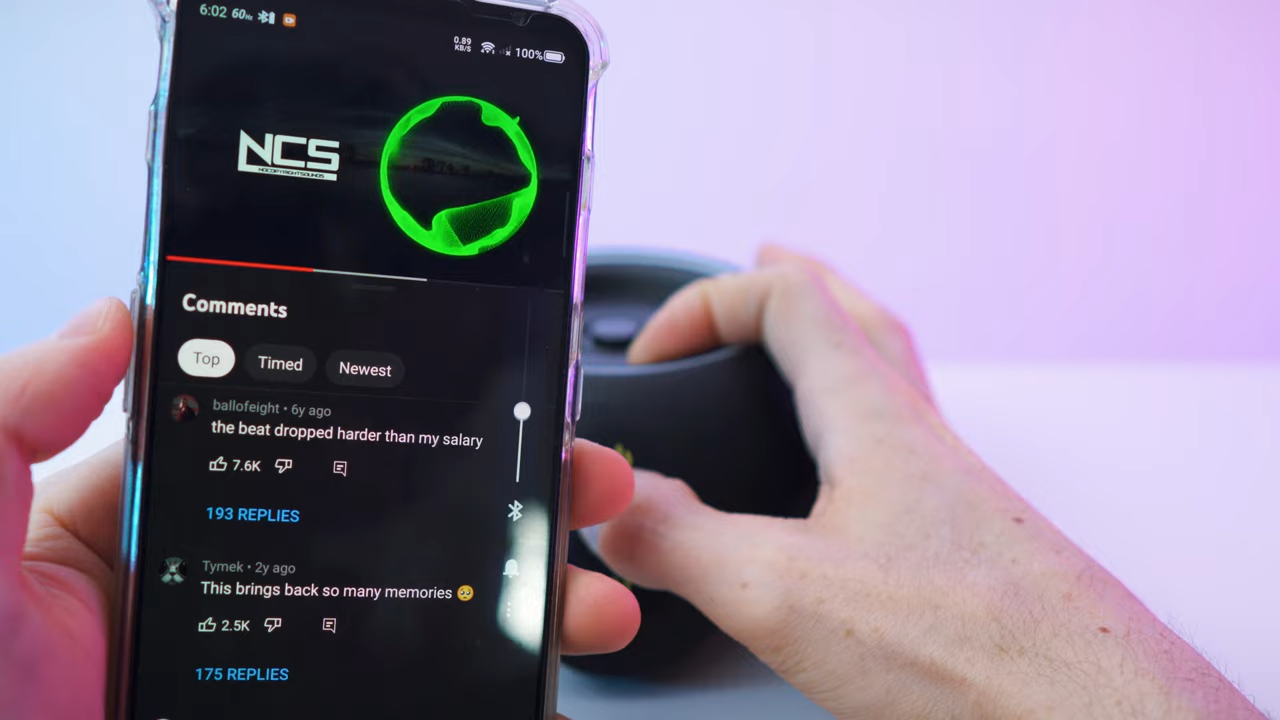 6:02 60Hz
0.89
KB/S
100%
NCS
NOCOPYRIGHTSOUNDS
Comments
Top Timed Newest
ballofeight • 6y ago
the beat dropped harder than my salary
7.6K
193 REPLIES
Tymek • 2y ago
This brings back so many memories 🥺
2.5K
175 REPLIES